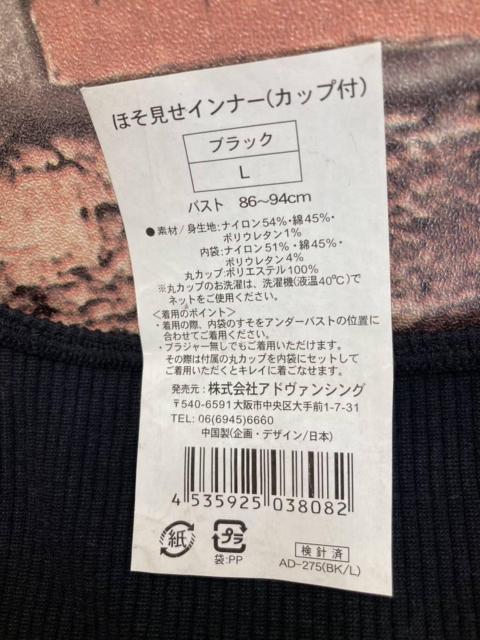 ほそ見せインナー(カップ付)
ブラック
L
バスト 86〜94cm
●素材/身生地:ナイロン54%・綿45%・
ポリウレタン1%
内袋:ナイロン51%・綿45%・
ポリウレタン4%
丸カップ:ポリエステル100%
※丸カップのお洗濯は、洗濯機(液温40℃)で
ネットをご使用ください。
<着用のポイント>
・着用の際、内袋のすそをアンダーバストの位置に
合わせてご着用ください。
・ブラジャー無しでもご着用いただけます。
その際は付属の丸カップを内袋にセットして
ご着用いただくとキレイに着こなせます。
発売元:株式会社アドヴァンシング
〒540-6591大阪市中央区大手前1-7-31
TEL: 06(6945)6660
中国製(企画・デザイン/日本)
4 535925 038082
紙
プラ
袋:PP
検針済
AD-275(BK/L)